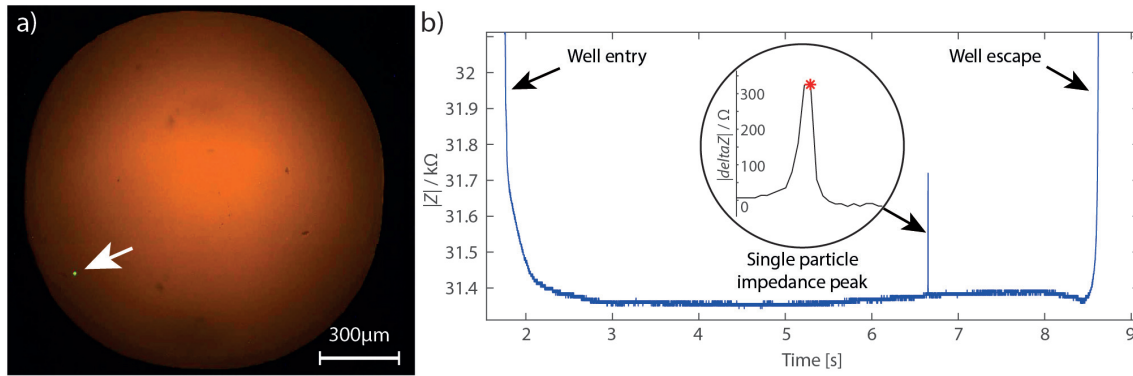 a)
300μm
b)
|Z| / kΩ
32
31.9
31.8
31.7
31.6
31.5
31.4
Well entry
Well escape
|deltaZ| / Ω
300
200
100
0
Single particle
impedance peak
2
3
4
5
6
7
8
9
Time [s]